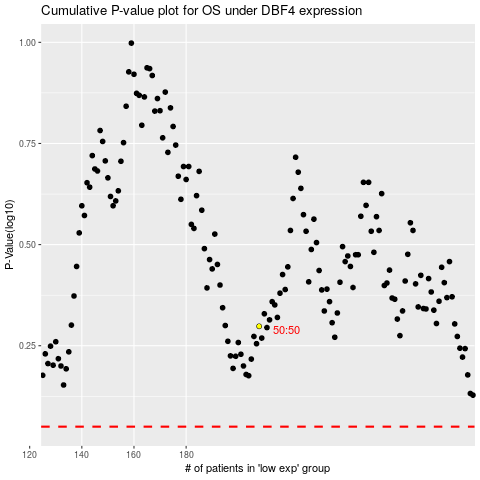 Cumulative P-value plot for OS under DBF4 expression
P-Value(log10)
1.00
0.75
0.50
0.25
50:50
120 140 160 180
# of patients in 'low exp' group